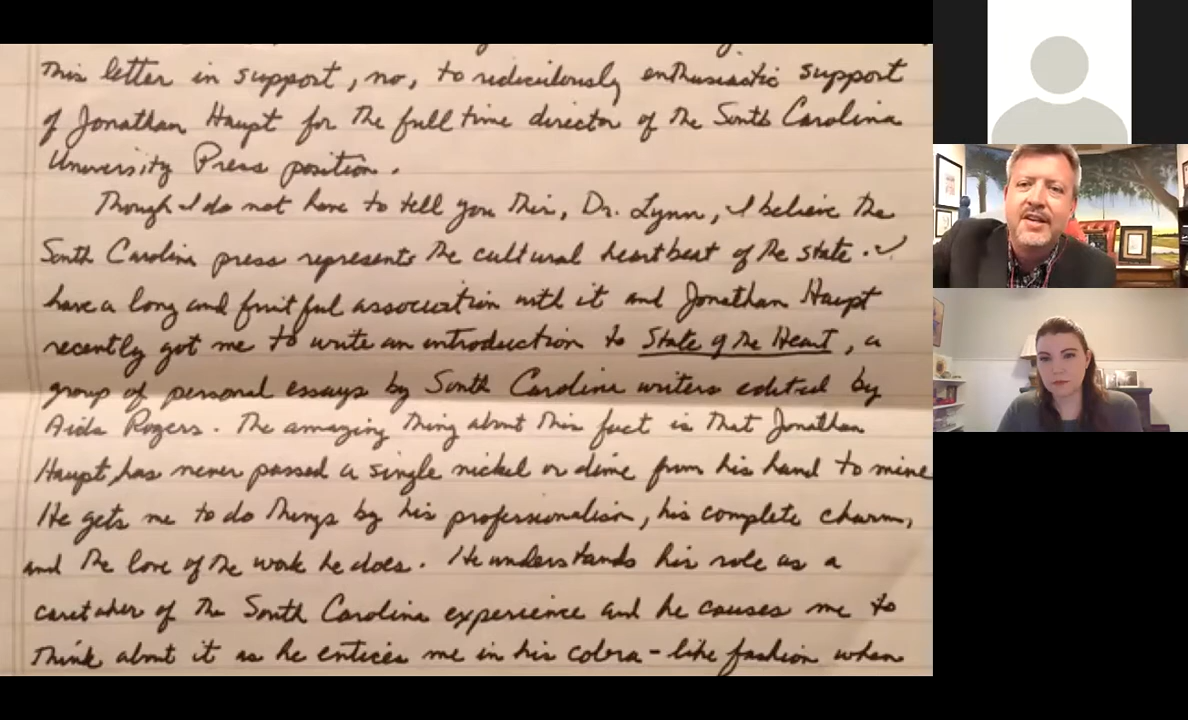 this letter in support, no, to ridiculously enthusiastic support
of Jonathan Haupt for the full time director of the South Carolina
University Press position.
Though I do not have to tell you this, Dr. Lynn, I believe the
South Carolina press represents the cultural heartbeat of the state. I
have a long and fruitful association with it and Jonathan Haupt
recently got me to write an introduction to State of the Heart, a
group of personal essays by South Carolina writers edited by
Aida Rogers. The amazing thing about this fact is that Jonathan
Haupt has never passed a single nickel or dime from his hand to mine
He gets me to do things by his professionalism, his complete charm,
and the love of the work he does. He understands his role as a
caretaker of the South Carolina experience and he causes me to
think about it as he entices me in his cobra-like fashion when